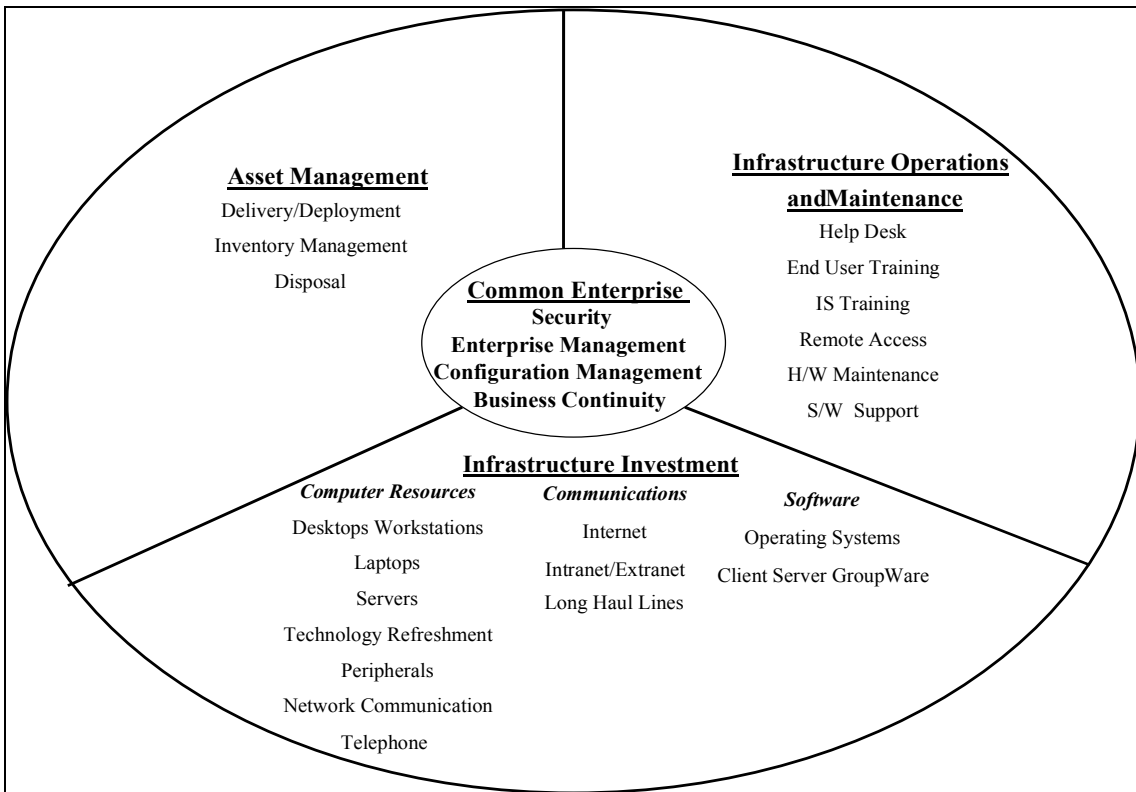 Asset Management
Delivery/Deployment
Inventory Management
Disposal
Infrastructure Operations
andMaintenance
Help Desk
End User Training
IS Training
Remote Access
H/W Maintenance
S/W Support
Common Enterprise
Security
Enterprise Management
Configuration Management
Business Continuity
Infrastructure Investment
Computer Resources
Desktops Workstations
Laptops
Servers
Technology Refreshment
Peripherals
Network Communication
Telephone
Communications
Internet
Intranet/Extranet
Long Haul Lines
Software
Operating Systems
Client Server GroupWare